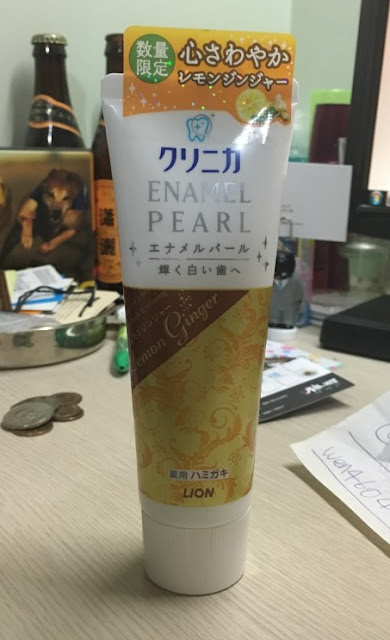 数量
限定
心さわやか
レモンジンジャー
クリニカ
ENAMEL
PEARL
エナメルパール
輝く白い歯へ
Lemon Ginger
薬用ハミガキ
LION
瀟灑